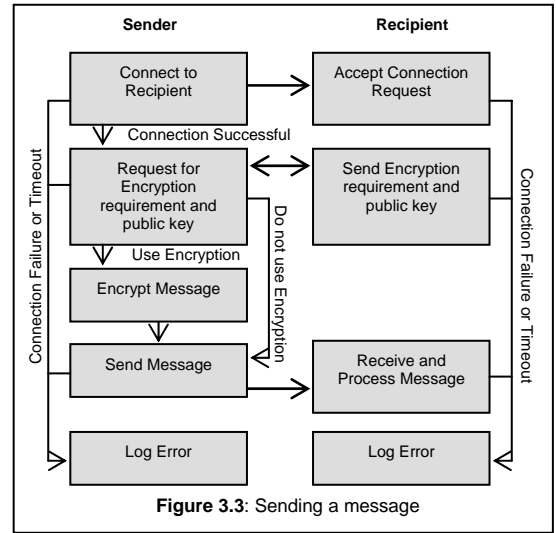 Sender
Recipient
Connect to
Recipient
Accept Connection
Request
Connection Successful
Request for
Encryption
requirement and
public key
Send Encryption
requirement and
public key
Use Encryption
Do not use Encryption
Encrypt Message
Send Message
Receive and
Process Message
Connection Failure or Timeout
Connection Failure or Timeout
Log Error
Log Error
Figure 3.3: Sending a message